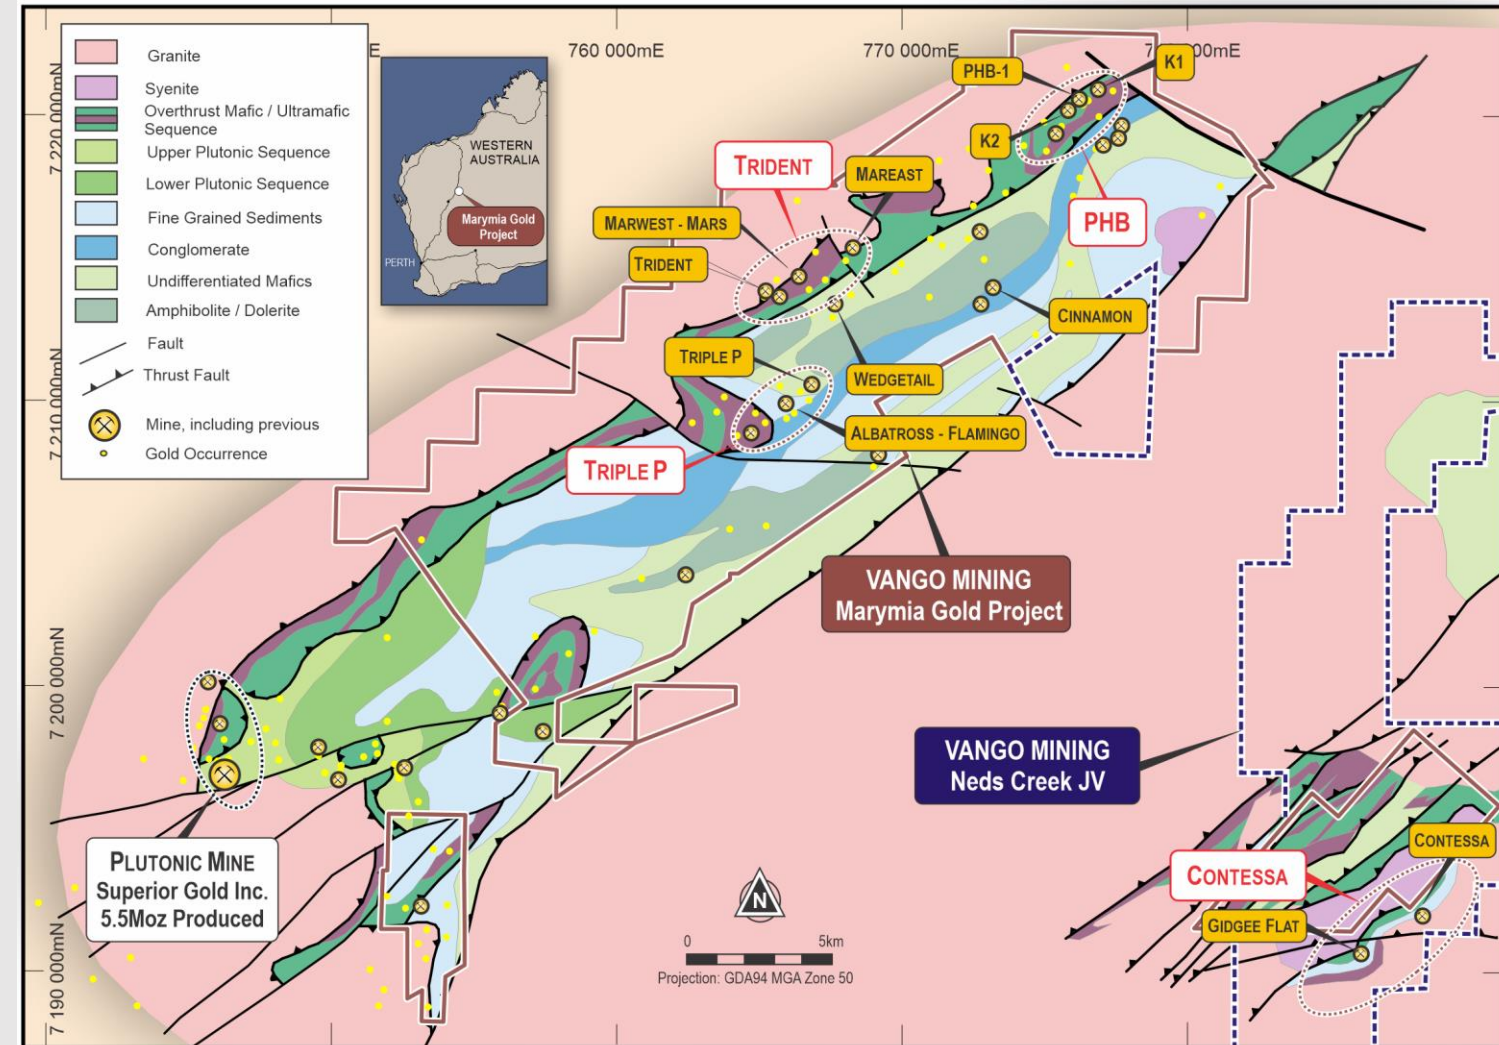 Granite
Syenite
Overthrust Mafic / Ultramafic
Sequence
Upper Plutonic Sequence
Lower Plutonic Sequence
Fine Grained Sediments
Conglomerate
Undifferentiated Mafics
Amphibolite / Dolerite
Fault
Thrust Fault
Mine, including previous
Gold Occurrence
E
760 000mE
770 000mE
00mE
7 220 000mN
7 210 000mN
7 200 000mN
7 190 000mN
WESTERN
AUSTRALIA
Marymia Gold
Project
PERTH
PHB-1
K1
K2
TRIDENT
MAREAST
PHB
MARWEST - MARS
TRIDENT
CINNAMON
TRIPLE P
WEDGETAIL
ALBATROSS - FLAMINGO
TRIPLE P
VANGO MINING
Marymia Gold Project
VANGO MINING
Neds Creek JV
PLUTONIC MINE
Superior Gold Inc.
5.5Moz Produced
CONTESSA
CONTESSA
GIDGEE FLAT
N
0 5km
Projection: GDA94 MGA Zone 50